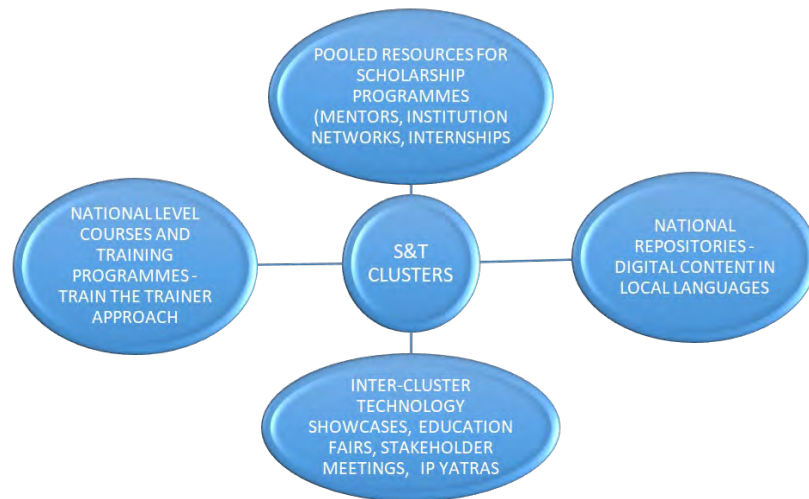 POOLED RESOURCES FOR
SCHOLARSHIP
PROGRAMMES
(MENTORS, INSTITUTION
NETWORKS, INTERNSHIPS
NATIONAL LEVEL
COURSES AND
TRAINING
PROGRAMMES -
TRAIN THE TRAINER
APPROACH
S&T
CLUSTERS
NATIONAL
REPOSITORIES -
DIGITAL CONTENT IN
LOCAL LANGUAGES
INTER-CLUSTER
TECHNOLOGY
SHOWCASES, EDUCATION
FAIRS, STAKEHOLDER
MEETINGS, IP YATRAS